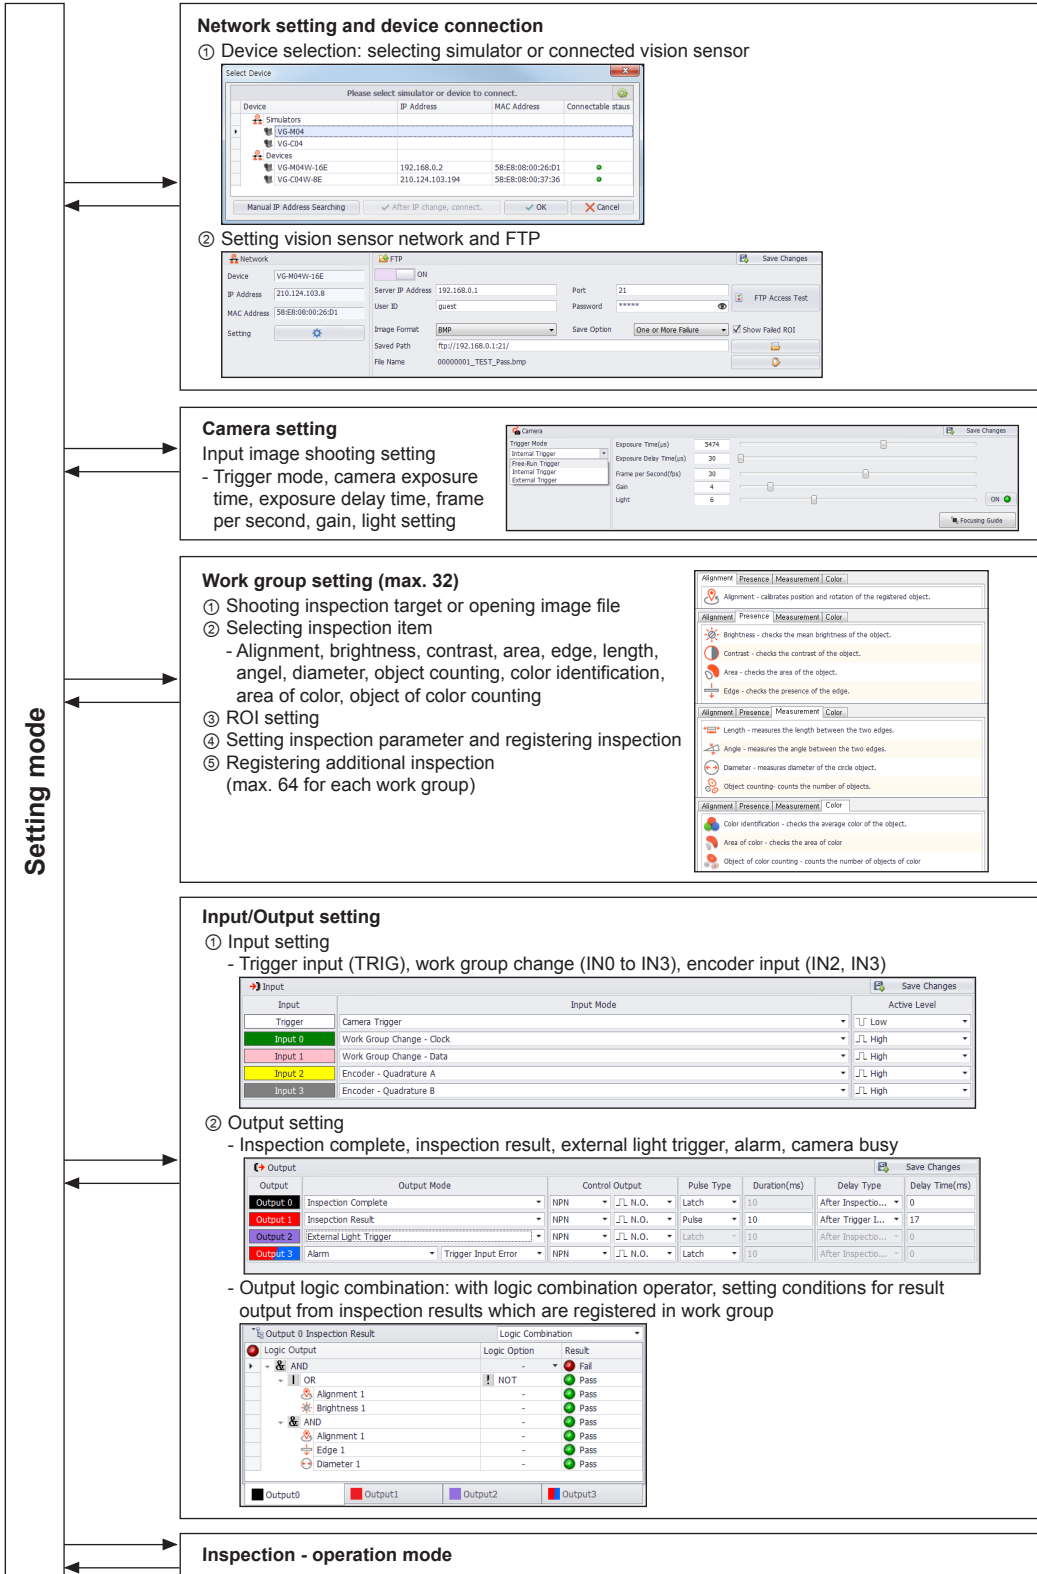 Setting mode
Network setting and device connection
① Device selection: selecting simulator or connected vision sensor
Select Device
Please select simulator or device to connect.
Device IP Address MAC Address Connectable staus
Simulators
VG-M04
VG-C04
Devices
VG-M04W-16E 192.168.0.2 58:E8:08:00:26:D1
VG-C04W-8E 210.124.103.194 58:E8:08:00:37:36
Manual IP Address Searching After IP change, connect. OK Cancel
② Setting vision sensor network and FTP
Network FTP Save Changes
Device VG-M04W-16E ON
IP Address 210.124.103.8 Server IP Address 192.168.0.1 Port 21 FTP Access Test
MAC Address 58:E8:08:00:26:D1 User ID guest Password *****
Setting Image Format BMP Save Option One or More Failure Show Failed ROI
Saved Path ftp://192.168.0.1:21/
File Name 00000001_TEST_Pass.bmp
Camera setting
Input image shooting setting
- Trigger mode, camera exposure
time, exposure delay time, frame
per second, gain, light setting
Camera Save Changes
Trigger Mode Exposure Time(µs) 5474
Internal Trigger Exposure Delay Time(µs) 30
Free-Run Trigger
Internal Trigger Frame per Second(fps) 30
External Trigger Gain 4
Light 6 ON
Focusing Guide
Work group setting (max. 32)
① Shooting inspection target or opening image file
② Selecting inspection item
- Alignment, brightness, contrast, area, edge, length,
angel, diameter, object counting, color identification,
area of color, object of color counting
③ ROI setting
④ Setting inspection parameter and registering inspection
⑤ Registering additional inspection
(max. 64 for each work group)
Alignment Presence Measurement Color
Alignment - calibrates position and rotation of the registered object.
Alignment Presence Measurement Color
Brightness - checks the mean brightness of the object.
Contrast - checks the contrast of the object.
Area - checks the area of the object.
Edge - checks the presence of the edge.
Alignment Presence Measurement Color
Length - measures the length between the two edges.
Angle - measures the angle between the two edges.
Diameter - measures diameter of the circle object.
Object counting- counts the number of objects.
Alignment Presence Measurement Color
Color identification - checks the average color of the object.
Area of color - checks the area of color
Object of color counting - counts the number of objects of color
Input/Output setting
① Input setting
- Trigger input (TRIG), work group change (IN0 to IN3), encoder input (IN2, IN3)
Input Save Changes
Input Input Mode Active Level
Trigger Camera Trigger Low
Input 0 Work Group Change - Clock High
Input 1 Work Group Change - Data High
Input 2 Encoder - Quadrature A High
Input 3 Encoder - Quadrature B High
② Output setting
- Inspection complete, inspection result, external light trigger, alarm, camera busy
Output Save Changes
Output Output Mode Control Output Pulse Type Duration(ms) Delay Type Delay Time(ms)
Output 0 Inspection Complete NPN N.O. Latch 10 After Inspectio... 0
Output 1 Insepction Result NPN N.O. Pulse 10 After Trigger I... 17
Output 2 External Light Trigger NPN N.O. Latch 10 After Inspectio... 0
Output 3 Alarm Trigger Input Error NPN N.O. Latch 10 After Inspectio... 0
- Output logic combination: with logic combination operator, setting conditions for result
output from inspection results which are registered in work group
Output 0 Inspection Result Logic Combination
Logic Output Logic Option Result
& AND - Fail
| OR ! NOT Pass
Alignment 1 - Pass
Brightness 1 - Pass
& AND - Pass
Alignment 1 - Pass
Edge 1 - Pass
Diameter 1 - Pass
Output0 Output1 Output2 Output3
Inspection - operation mode